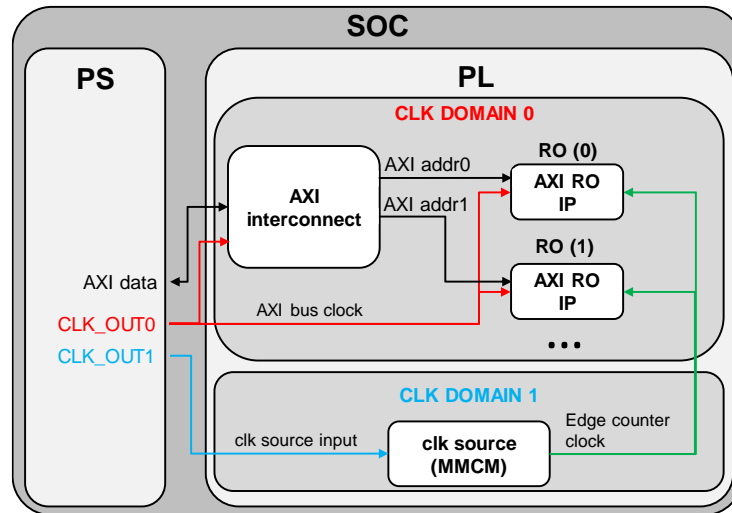 SOC
PS
PL
CLK DOMAIN 0
RO (0)
AXI addr0
AXI RO
IP
AXI
interconnect
AXI addr1
RO (1)
AXI RO
IP
AXI data
AXI bus clock
CLK_OUT0
...
CLK_OUT1
CLK DOMAIN 1
Edge counter
clock
clk source input
clk source
(MMCM)